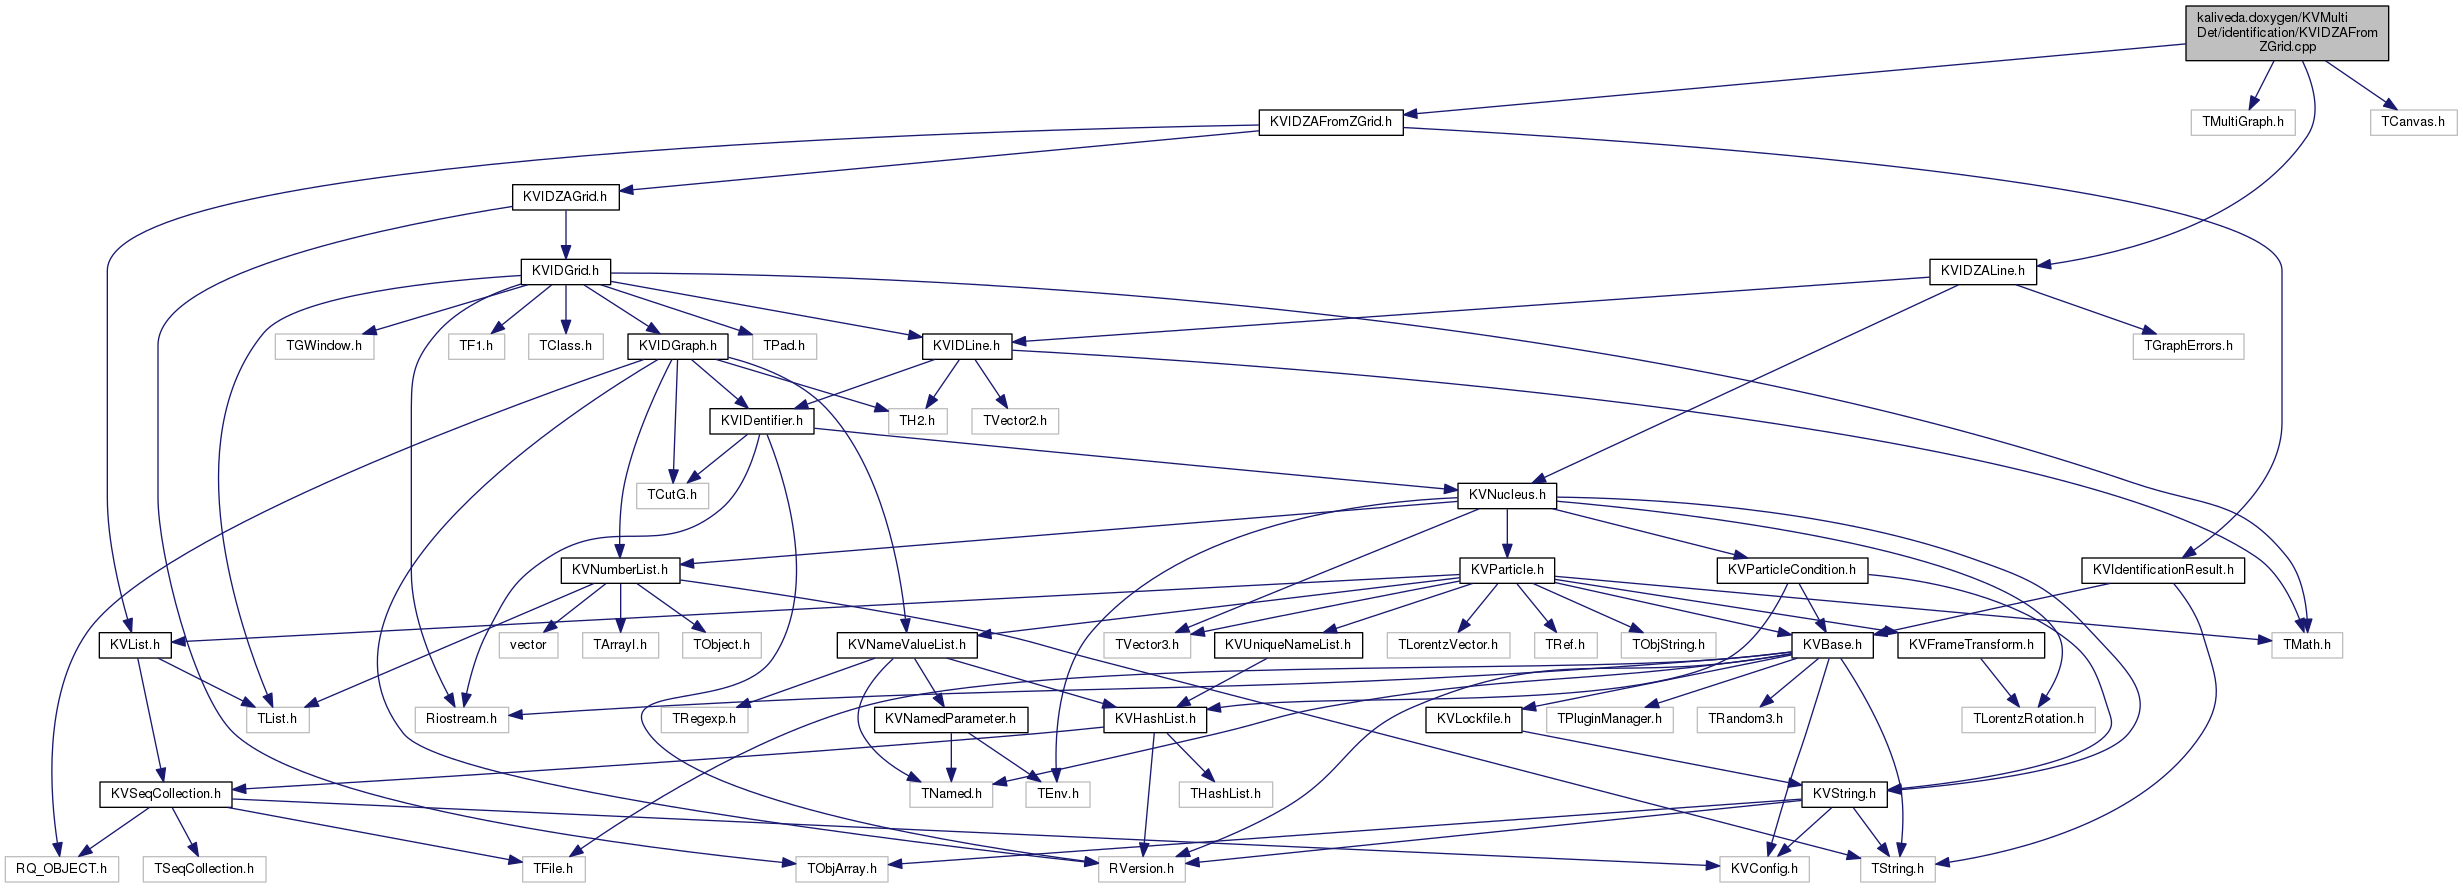 kaliveda.doxygen/KVMulti
Det/identification/KVIDZAFrom
ZGrid.cpp
KVIDZAFromZGrid.h
TMultiGraph.h
TCanvas.h
KVIDZAGrid.h
KVIDGrid.h
KVIDZALine.h
TGWindow.h
TF1.h
TClass.h
KVIDGraph.h
TPad.h
KVIDLine.h
TGraphErrors.h
KVIDentifier.h
TH2.h
TVector2.h
TCutG.h
KVNucleus.h
KVNumberList.h
KVParticle.h
KVParticleCondition.h
KVIdentificationResult.h
KVList.h
vector
TArrayI.h
TObject.h
KVNameValueList.h
TVector3.h
KVUniqueNameList.h
TLorentzVector.h
TRef.h
TObjString.h
KVBase.h
KVFrameTransform.h
TMath.h
TList.h
Riostream.h
TRegexp.h
KVNamedParameter.h
KVHashList.h
KVLockfile.h
TPluginManager.h
TRandom3.h
TLorentzRotation.h
KVSeqCollection.h
TNamed.h
TEnv.h
THashList.h
KVString.h
RQ_OBJECT.h
TSeqCollection.h
TFile.h
TObjArray.h
RVersion.h
KVConfig.h
TString.h